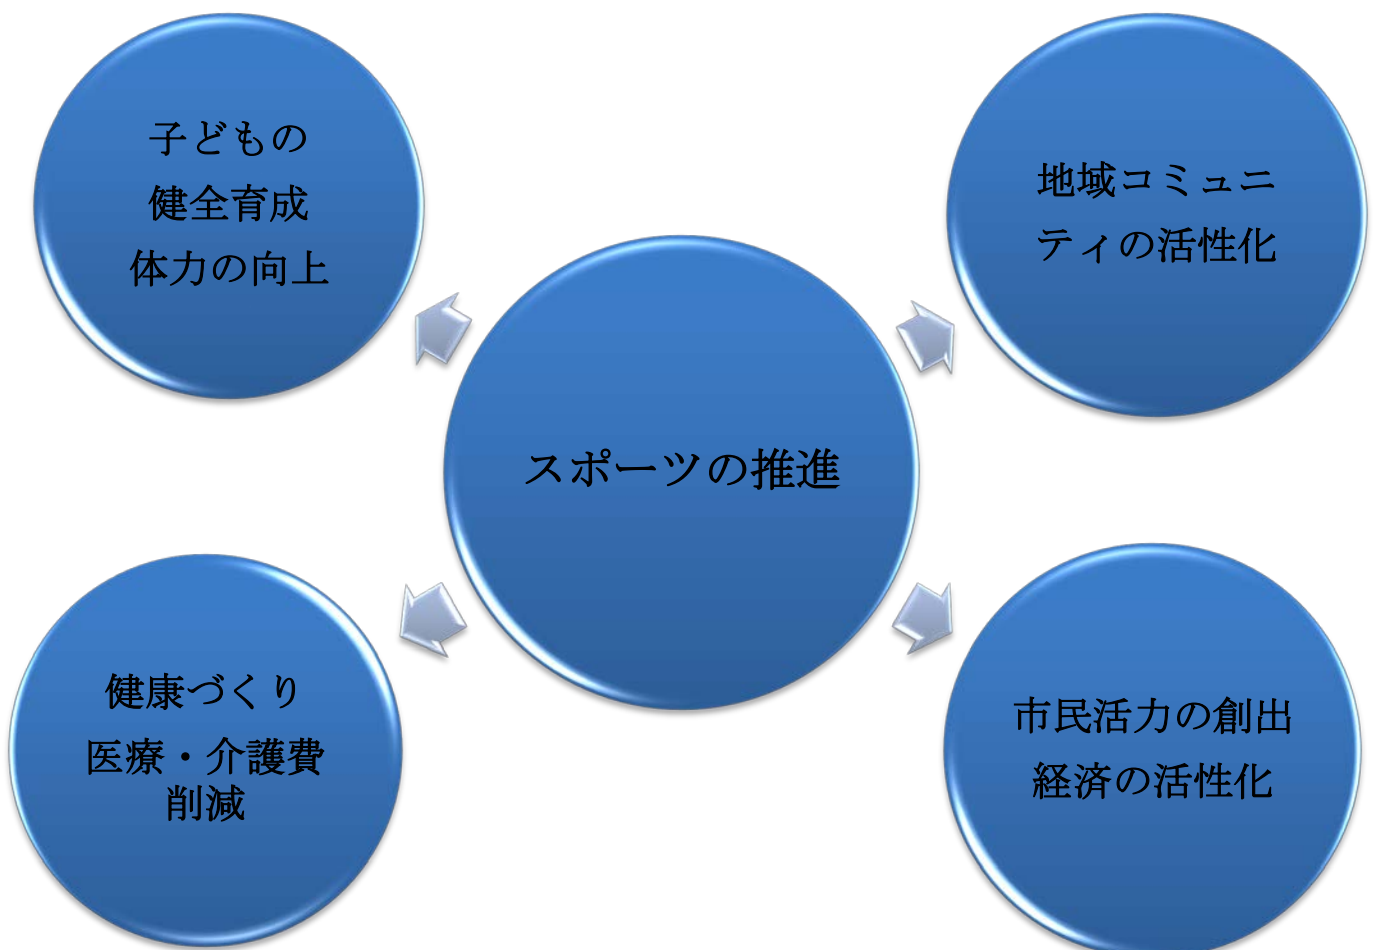 子どもの
健全育成
体力の向上
地域コミュニ
ティの活性化
スポーツの推進
健康づくり
医療・介護費
削減
市民活力の創出
経済の活性化